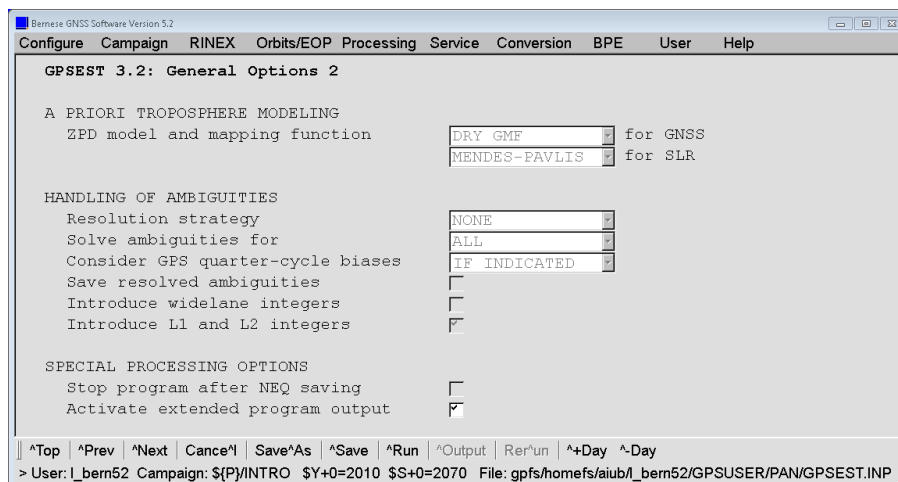 Bernese GNSS Software Version 5.2
Configure Campaign RINEX Orbits/EOP Processing Service Conversion BPE User Help
GPSEST 3.2: General Options 2
A PRIORI TROPOSPHERE MODELING
ZPD model and mapping function DRY GMF for GNSS
MENDES-PAVLIS for SLR
HANDLING OF AMBIGUITIES
Resolution strategy NONE
Solve ambiguities for ALL
Consider GPS quarter-cycle biases IF INDICATED
Save resolved ambiguities
Introduce widelane integers
Introduce L1 and L2 integers
SPECIAL PROCESSING OPTIONS
Stop program after NEQ saving
Activate extended program output
^Top ^Prev ^Next Cance^l Save^As ^Save ^Run ^Output Rer^un ^+Day ^-Day
> User: l_bern52 Campaign: ${P}/INTRO $Y+0=2010 $S+0=2070 File: gpfs/homefs/aiub/l_bern52/GPSUSER/PAN/GPSEST.INP